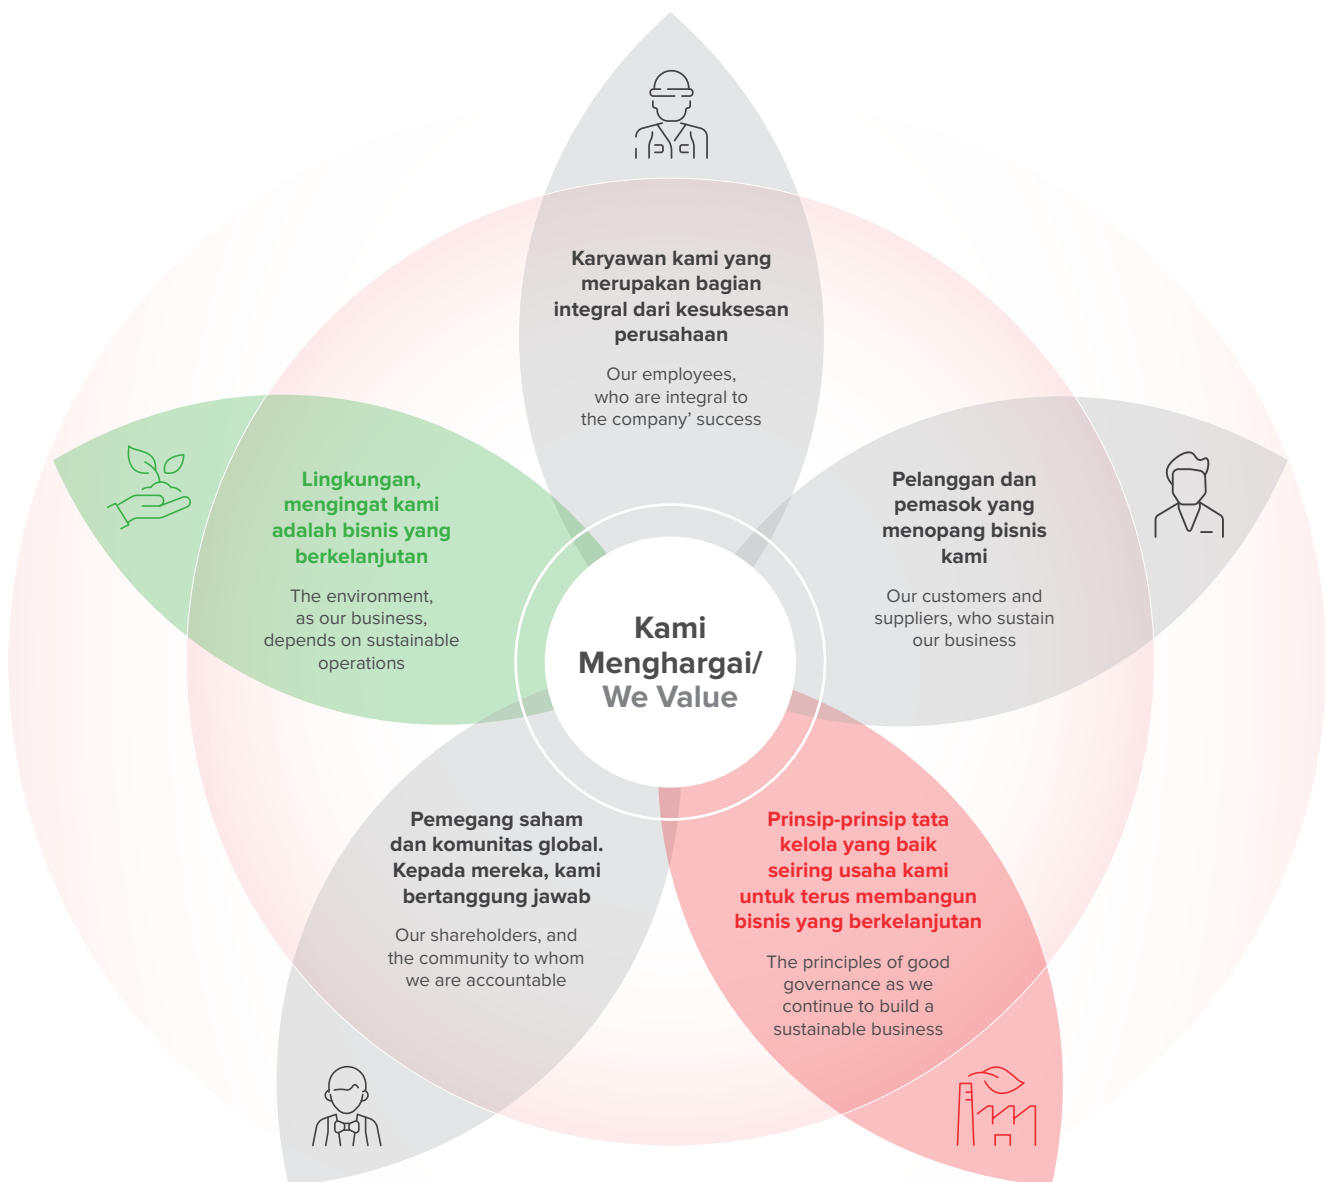 Karyawan kami yang
merupakan bagian
integral dari kesuksesan
perusahaan
Our employees,
who are integral to
the company’ success
Lingkungan,
mengingat kami
adalah bisnis yang
berkelanjutan
The environment,
as our business,
depends on sustainable
operations
Pelanggan dan
pemasok yang
menopang bisnis
kami
Our customers and
suppliers, who sustain
our business
Kami
Menghargai/
We Value
Pemegang saham
dan komunitas global.
Kepada mereka, kami
bertanggung jawab
Our shareholders, and
the community to whom
we are accountable
Prinsip-prinsip tata
kelola yang baik
seiring usaha kami
untuk terus membangun
bisnis yang berkelanjutan
The principles of good
governance as we
continue to build a
sustainable business